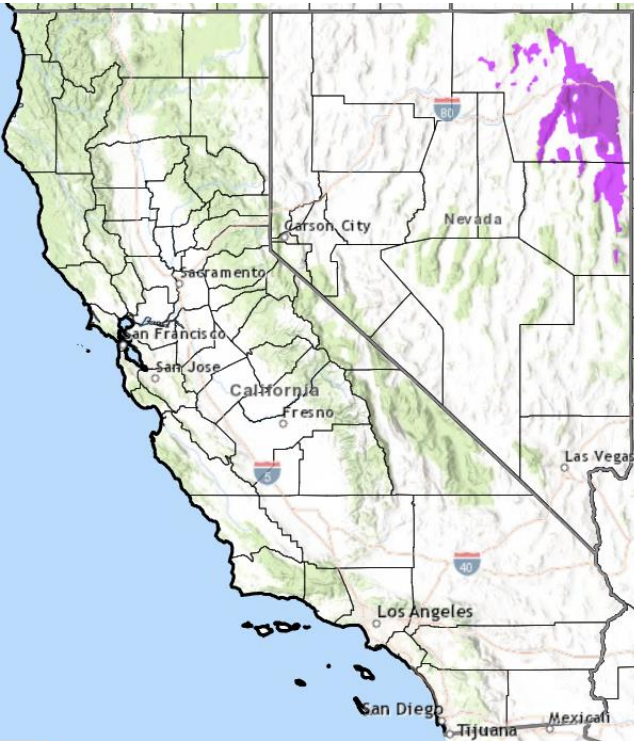 80
Nevada
Carson City
Sacramento
San Francisco
San Jose
California
Fresno
5
Las Vegas
40
Los Angeles
San Diego
Tijuana
Mexicali